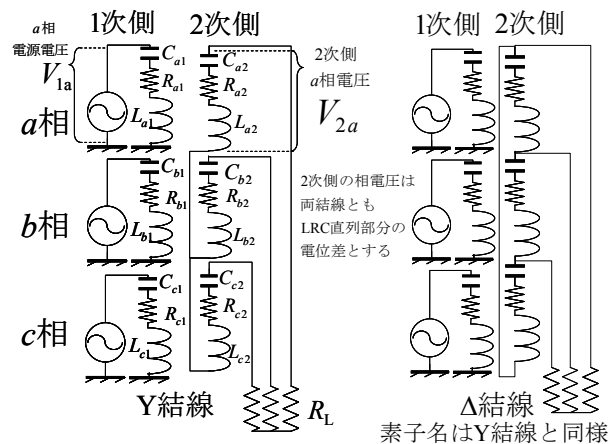 1次側
2次側
a相
電源電圧
V1a
Ca1
Ra1
La1
Ca2
Ra2
La2
2次側
a相電圧
V2a
a相
Cb1
Rb1
Lb1
Cb2
Rb2
Lb2
b相
Cc1
Rc1
Lc1
Cc2
Rc2
Lc2
c相
Y結線
RL
1次側
2次側
2次側の相電圧は
両結線とも
LRC直列部分の
電位差とする
Δ結線
素子名はY結線と同様